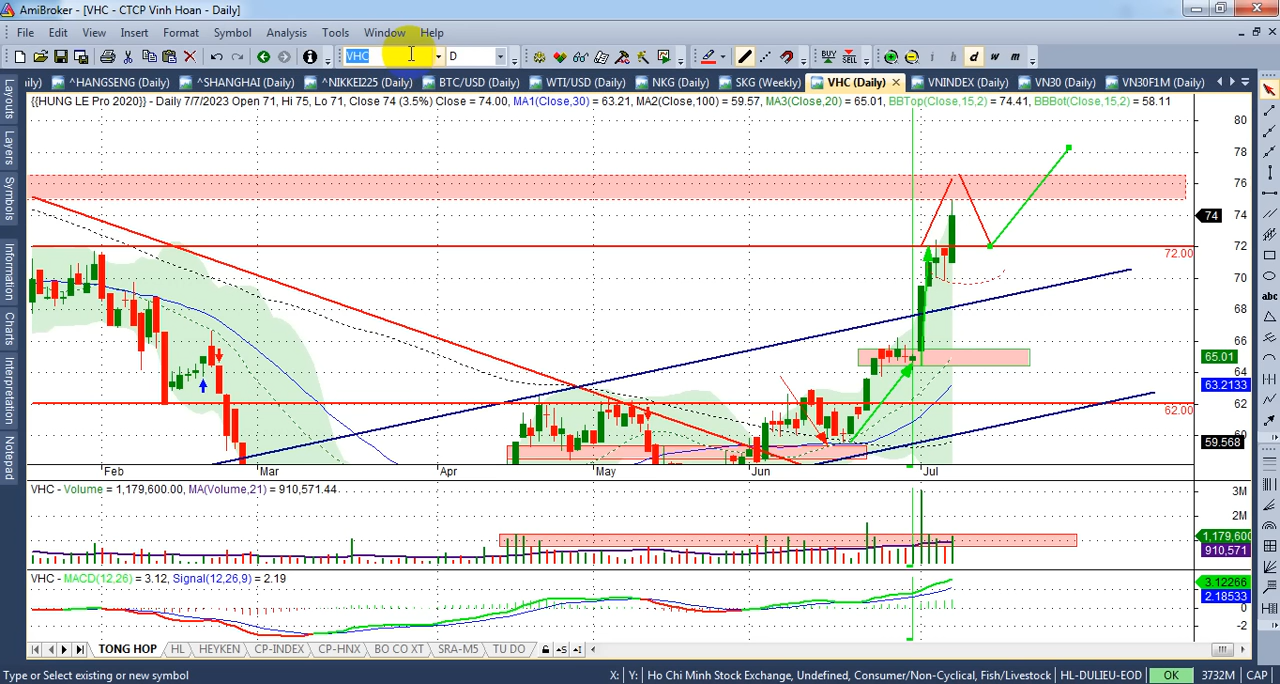 AmiBroker - [VHC - CTCP Vinh Hoan - Daily]
File Edit View Insert Format Symbol Analysis Tools Window Help
VHC D BUY SELL h d w m
ily) ^HANGSENG (Daily) ^SHANGHAI (Daily) ^NIKKEI225 (Daily) BTC/USD (Daily) WTI/USD (Daily) NKG (Daily) SKG (Weekly) VHC (Daily) VNINDEX (Daily) VN30 (Daily) VN30F1M (Daily)
{{HUNG LE Pro 2020}} - Daily 7/7/2023 Open 71, Hi 75, Lo 71, Close 74 (3.5%) Close = 74.00, MA1(Close,30) = 63.21, MA2(Close,100) = 59.57, MA3(Close,20) = 65.01, BBTop(Close,15,2) = 74.41, BBBot(Close,15,2) = 58.11
Layouts
Layers
Symbols
Information
Charts
Interpretation
Notepad
abc
80
78
76
74
74
72
72.00
70
68
66
65.01
64
63.2133
62
62.00
60
59.568
Feb Mar Apr May Jun Jul
VHC - Volume = 1,179,600.00, MA(Volume,21) = 910,571.44
3M
2M
1,179,600
910,571
VHC - MACD(12,26) = 3.12, Signal(12,26,9) = 2.19
3.12266
2.18533
0
-2
TONG HOP HL HEYKEN CP-INDEX CP-HNX BO CO XT SRA-M5 TU DO
Type or Select existing or new symbol X: Y: Ho Chi Minh Stock Exchange, Undefined, Consumer/Non-Cyclical, Fish/Livestock HL-DULIEU-EOD OK 3732M CAP